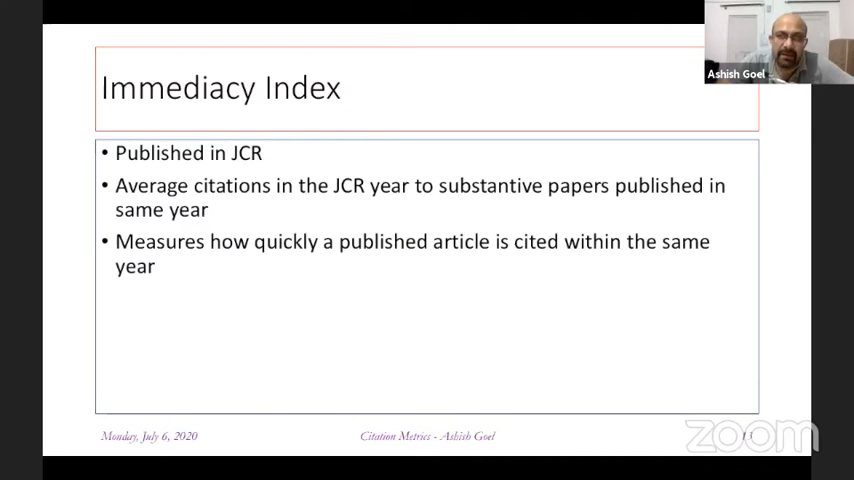 Immediacy Index
Ashish Goel
• Published in JCR
• Average citations in the JCR year to substantive papers published in
same year
• Measures how quickly a published article is cited within the same
year
Monday, July 6, 2020
Citation Metrics - Ashish Goel
zoom